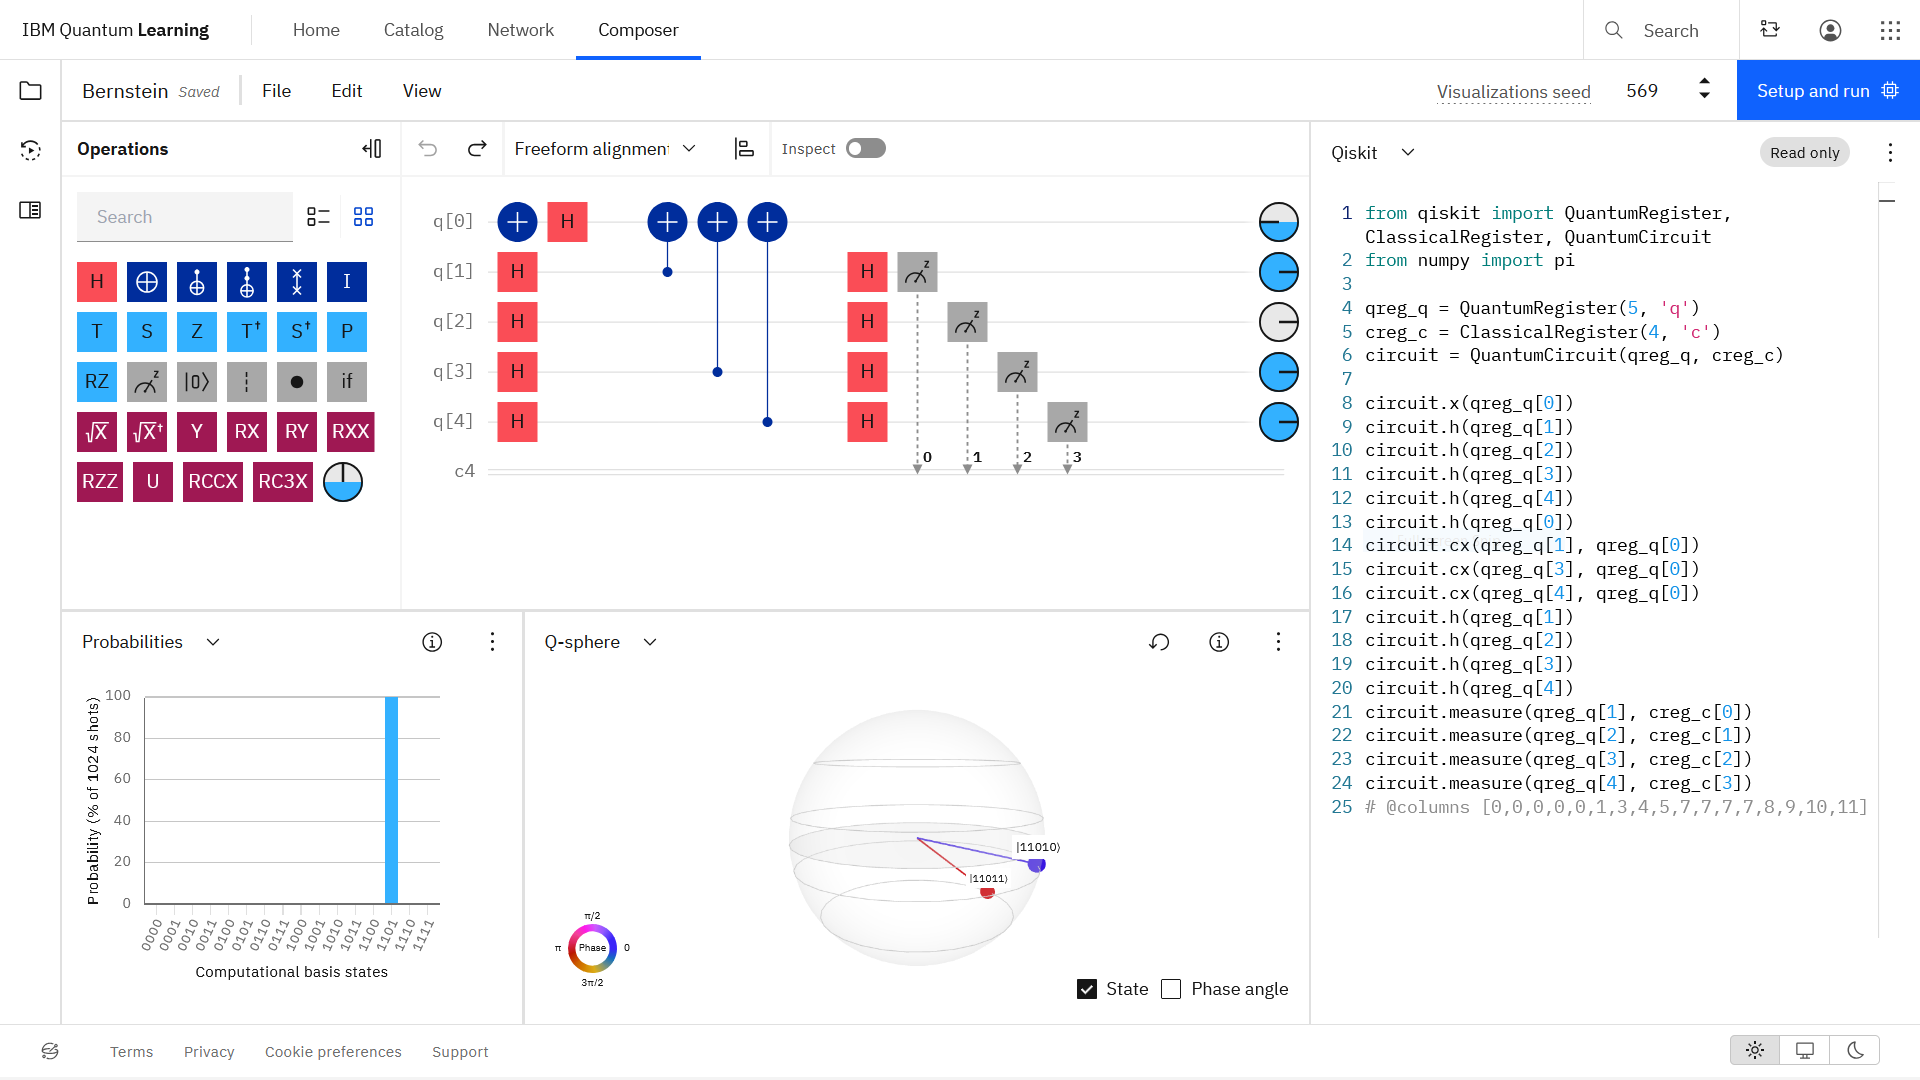 IBM Quantum Learning
Home
Catalog
Network
Composer
Search
Bernstein
Saved
File
Edit
View
Visualizations seed
569
Setup and run
Operations
Search
H
I
T
S
Z
T†
S†
P
RZ
z
|0⟩
if
√X
√X†
Y
RX
RY
RXX
RZZ
U
RCCX
RC3X
Freeform alignment
Inspect
q[0]
H
q[1]
H
H
z
q[2]
H
H
z
q[3]
H
H
z
q[4]
H
H
z
c4
0
1
2
3
Qiskit
Read only
1 from qiskit import QuantumRegister,
ClassicalRegister, QuantumCircuit
2 from numpy import pi
3
4 qreg_q = QuantumRegister(5, 'q')
5 creg_c = ClassicalRegister(4, 'c')
6 circuit = QuantumCircuit(qreg_q, creg_c)
7
8 circuit.x(qreg_q[0])
9 circuit.h(qreg_q[1])
10 circuit.h(qreg_q[2])
11 circuit.h(qreg_q[3])
12 circuit.h(qreg_q[4])
13 circuit.h(qreg_q[0])
14 circuit.cx(qreg_q[1], qreg_q[0])
15 circuit.cx(qreg_q[3], qreg_q[0])
16 circuit.cx(qreg_q[4], qreg_q[0])
17 circuit.h(qreg_q[1])
18 circuit.h(qreg_q[2])
19 circuit.h(qreg_q[3])
20 circuit.h(qreg_q[4])
21 circuit.measure(qreg_q[1], creg_c[0])
22 circuit.measure(qreg_q[2], creg_c[1])
23 circuit.measure(qreg_q[3], creg_c[2])
24 circuit.measure(qreg_q[4], creg_c[3])
25 # @columns [0,0,0,0,0,1,3,4,5,7,7,7,7,8,9,10,11]
Probabilities
Probability (% of 1024 shots)
100
80
60
40
20
0
0000
0001
0010
0011
0100
0101
0110
0111
1000
1001
1010
1011
1100
1101
1110
1111
Computational basis states
Q-sphere
|11010⟩
|11011⟩
π/2
π
Phase
0
3π/2
State
Phase angle
Terms
Privacy
Cookie preferences
Support